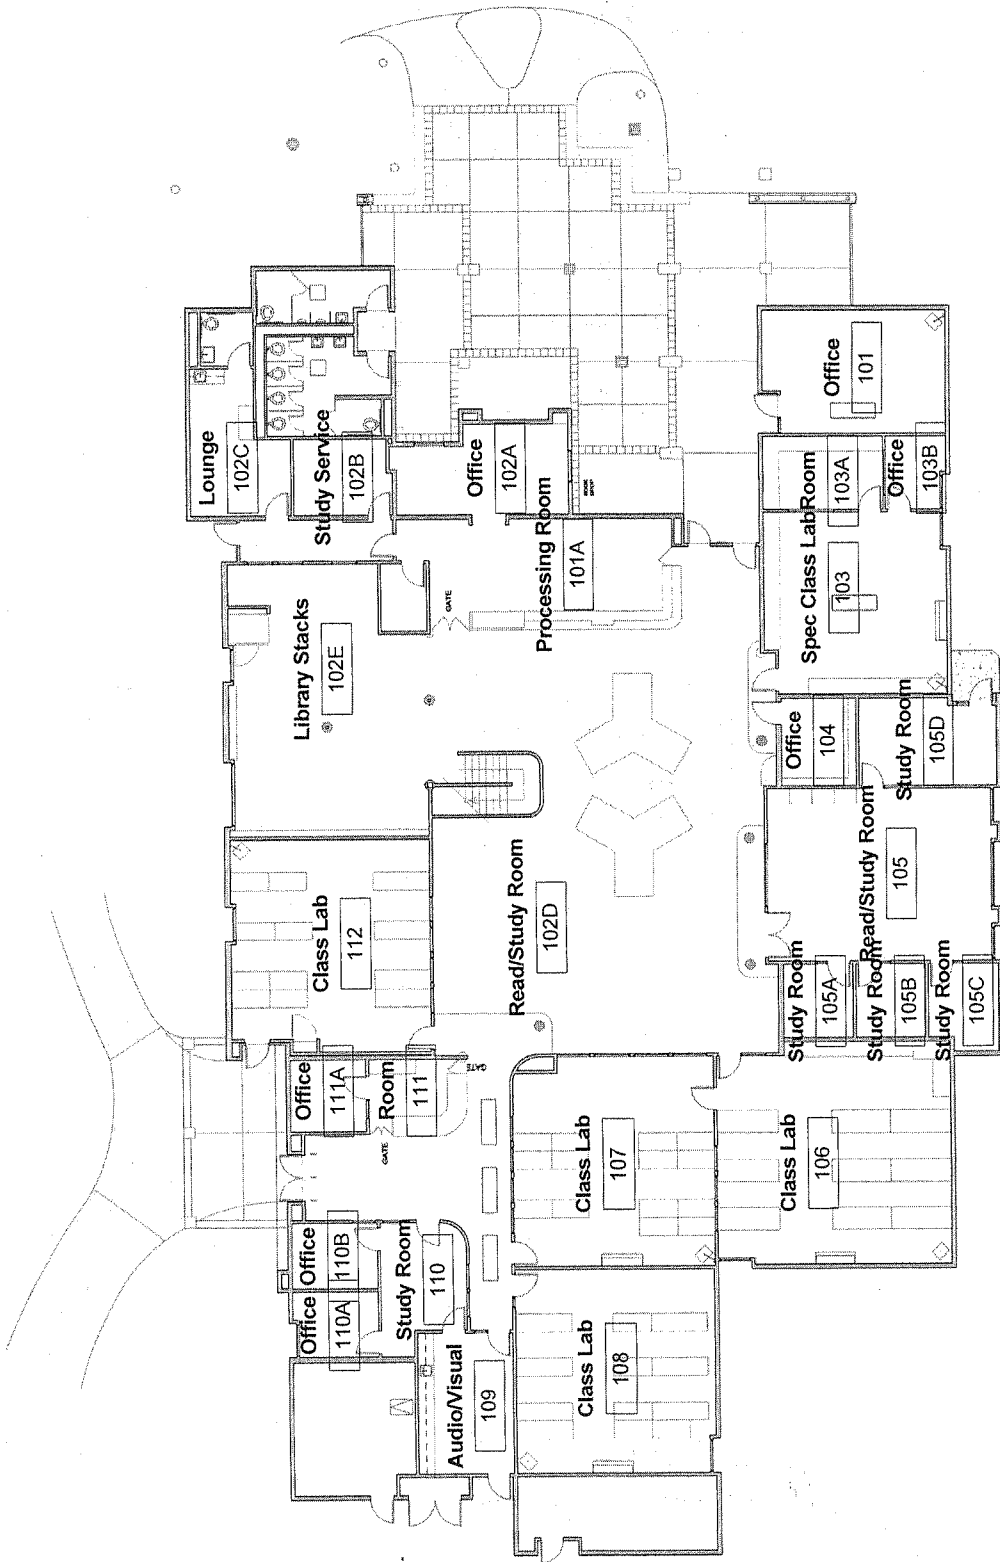 Lounge
102C
Study Service
102B
Office
102A
Processing Room
101A
BOOK
DROP
Office
101
Office
103B
Room
103A
Spec Class Lab
103
Library Stacks
102E
GATE
Office
104
Study Room
105D
Read/Study Room
105
Study Room
105A
Study Room
105B
Study Room
105C
Class Lab
112
Read/Study Room
102D
Office
111A
Room
111
GATE
GATE
Class Lab
107
Class Lab
106
Office
110B
Office
110A
Study Room
110
Audio/Visual
109
Class Lab
108